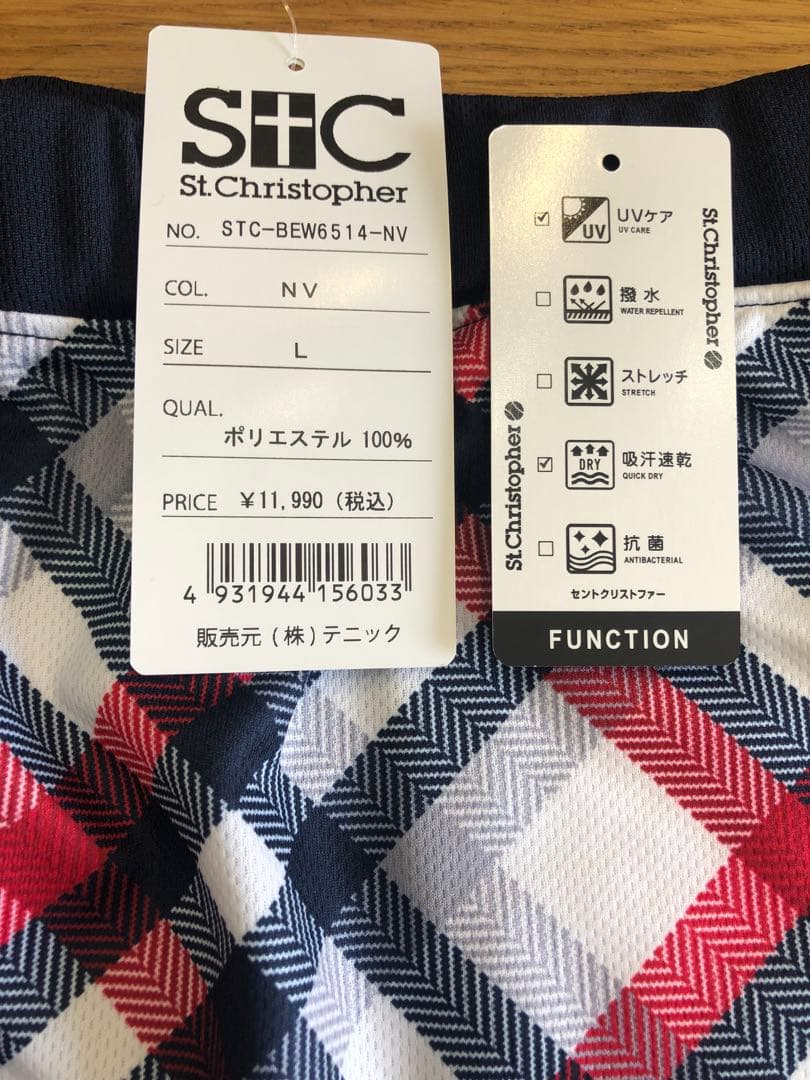 STC
St.Christopher
NO. STC-BEW6514-NV
COL. NV
SIZE L
QUAL.
ポリエステル 100%
PRICE ¥11,990 (税込)
4 931944 156033
販売元 (株) テニック
St.Christopher
St.Christopher
UV
UVケア
UV CARE
撥水
WATER REPELLENT
ストレッチ
STRETCH
DRY
吸汗速乾
QUICK DRY
抗菌
ANTIBACTERIAL
セントクリストファー
FUNCTION